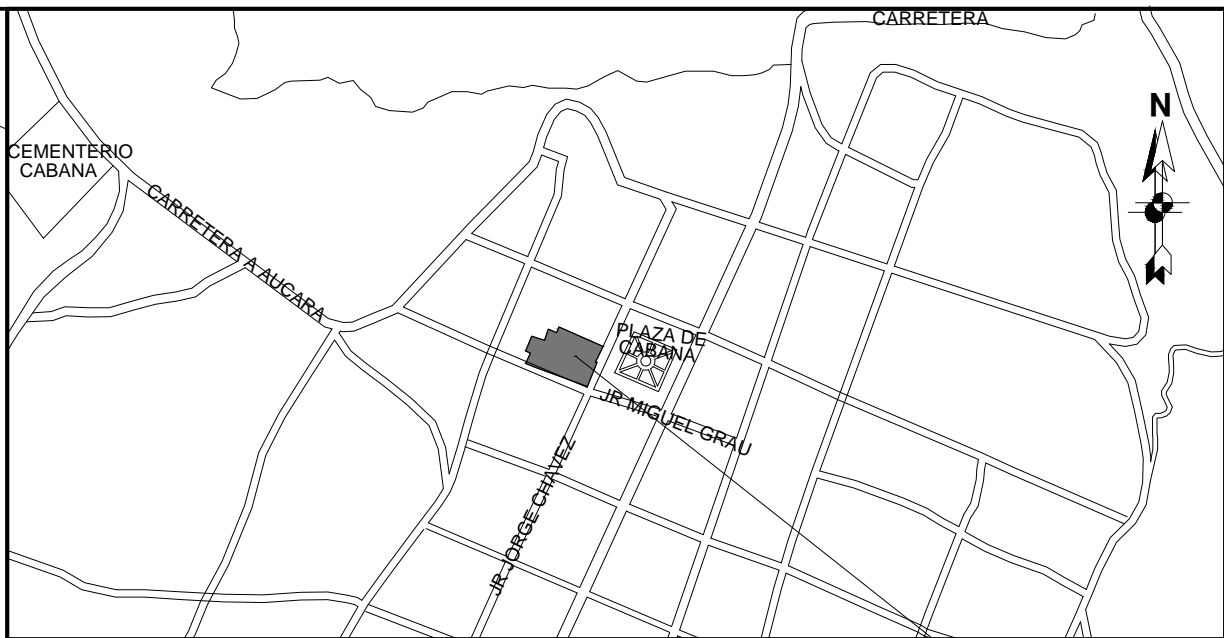 CARRETERA
N
CEMENTERIO
CABANA
CARRETERA A AUCARA
PLAZA DE
CABANA
JR MIGUEL GRAU
JR JORGE CHAVEZ